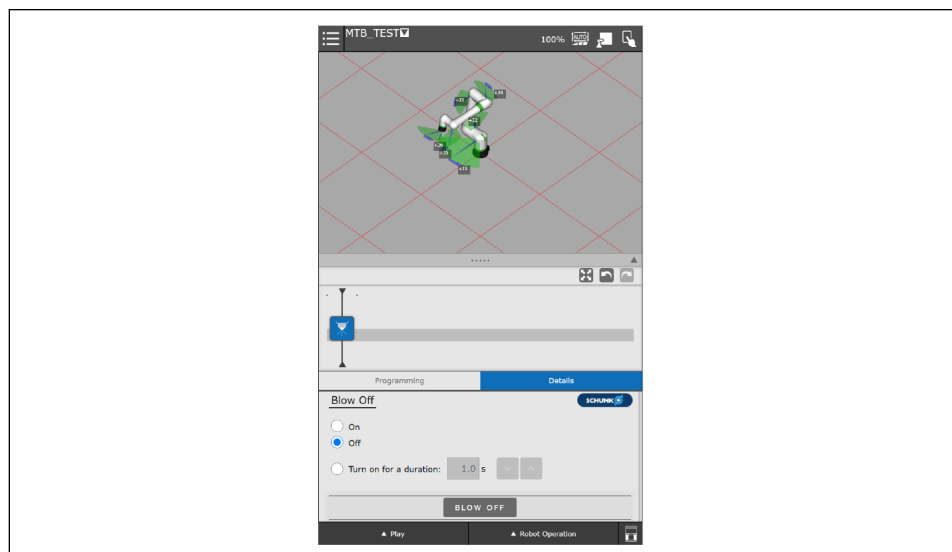 MTB_TEST
100% AUTO
Programming Details
Blow Off SCHUNK
On
Off
Turn on for a duration: 1.0 s
BLOW OFF
▲ Play ▲ Robot Operation